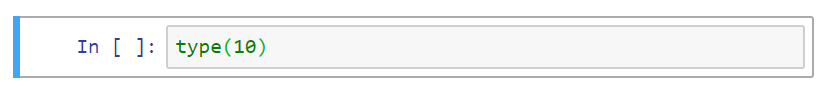 In [ ]: type(10)